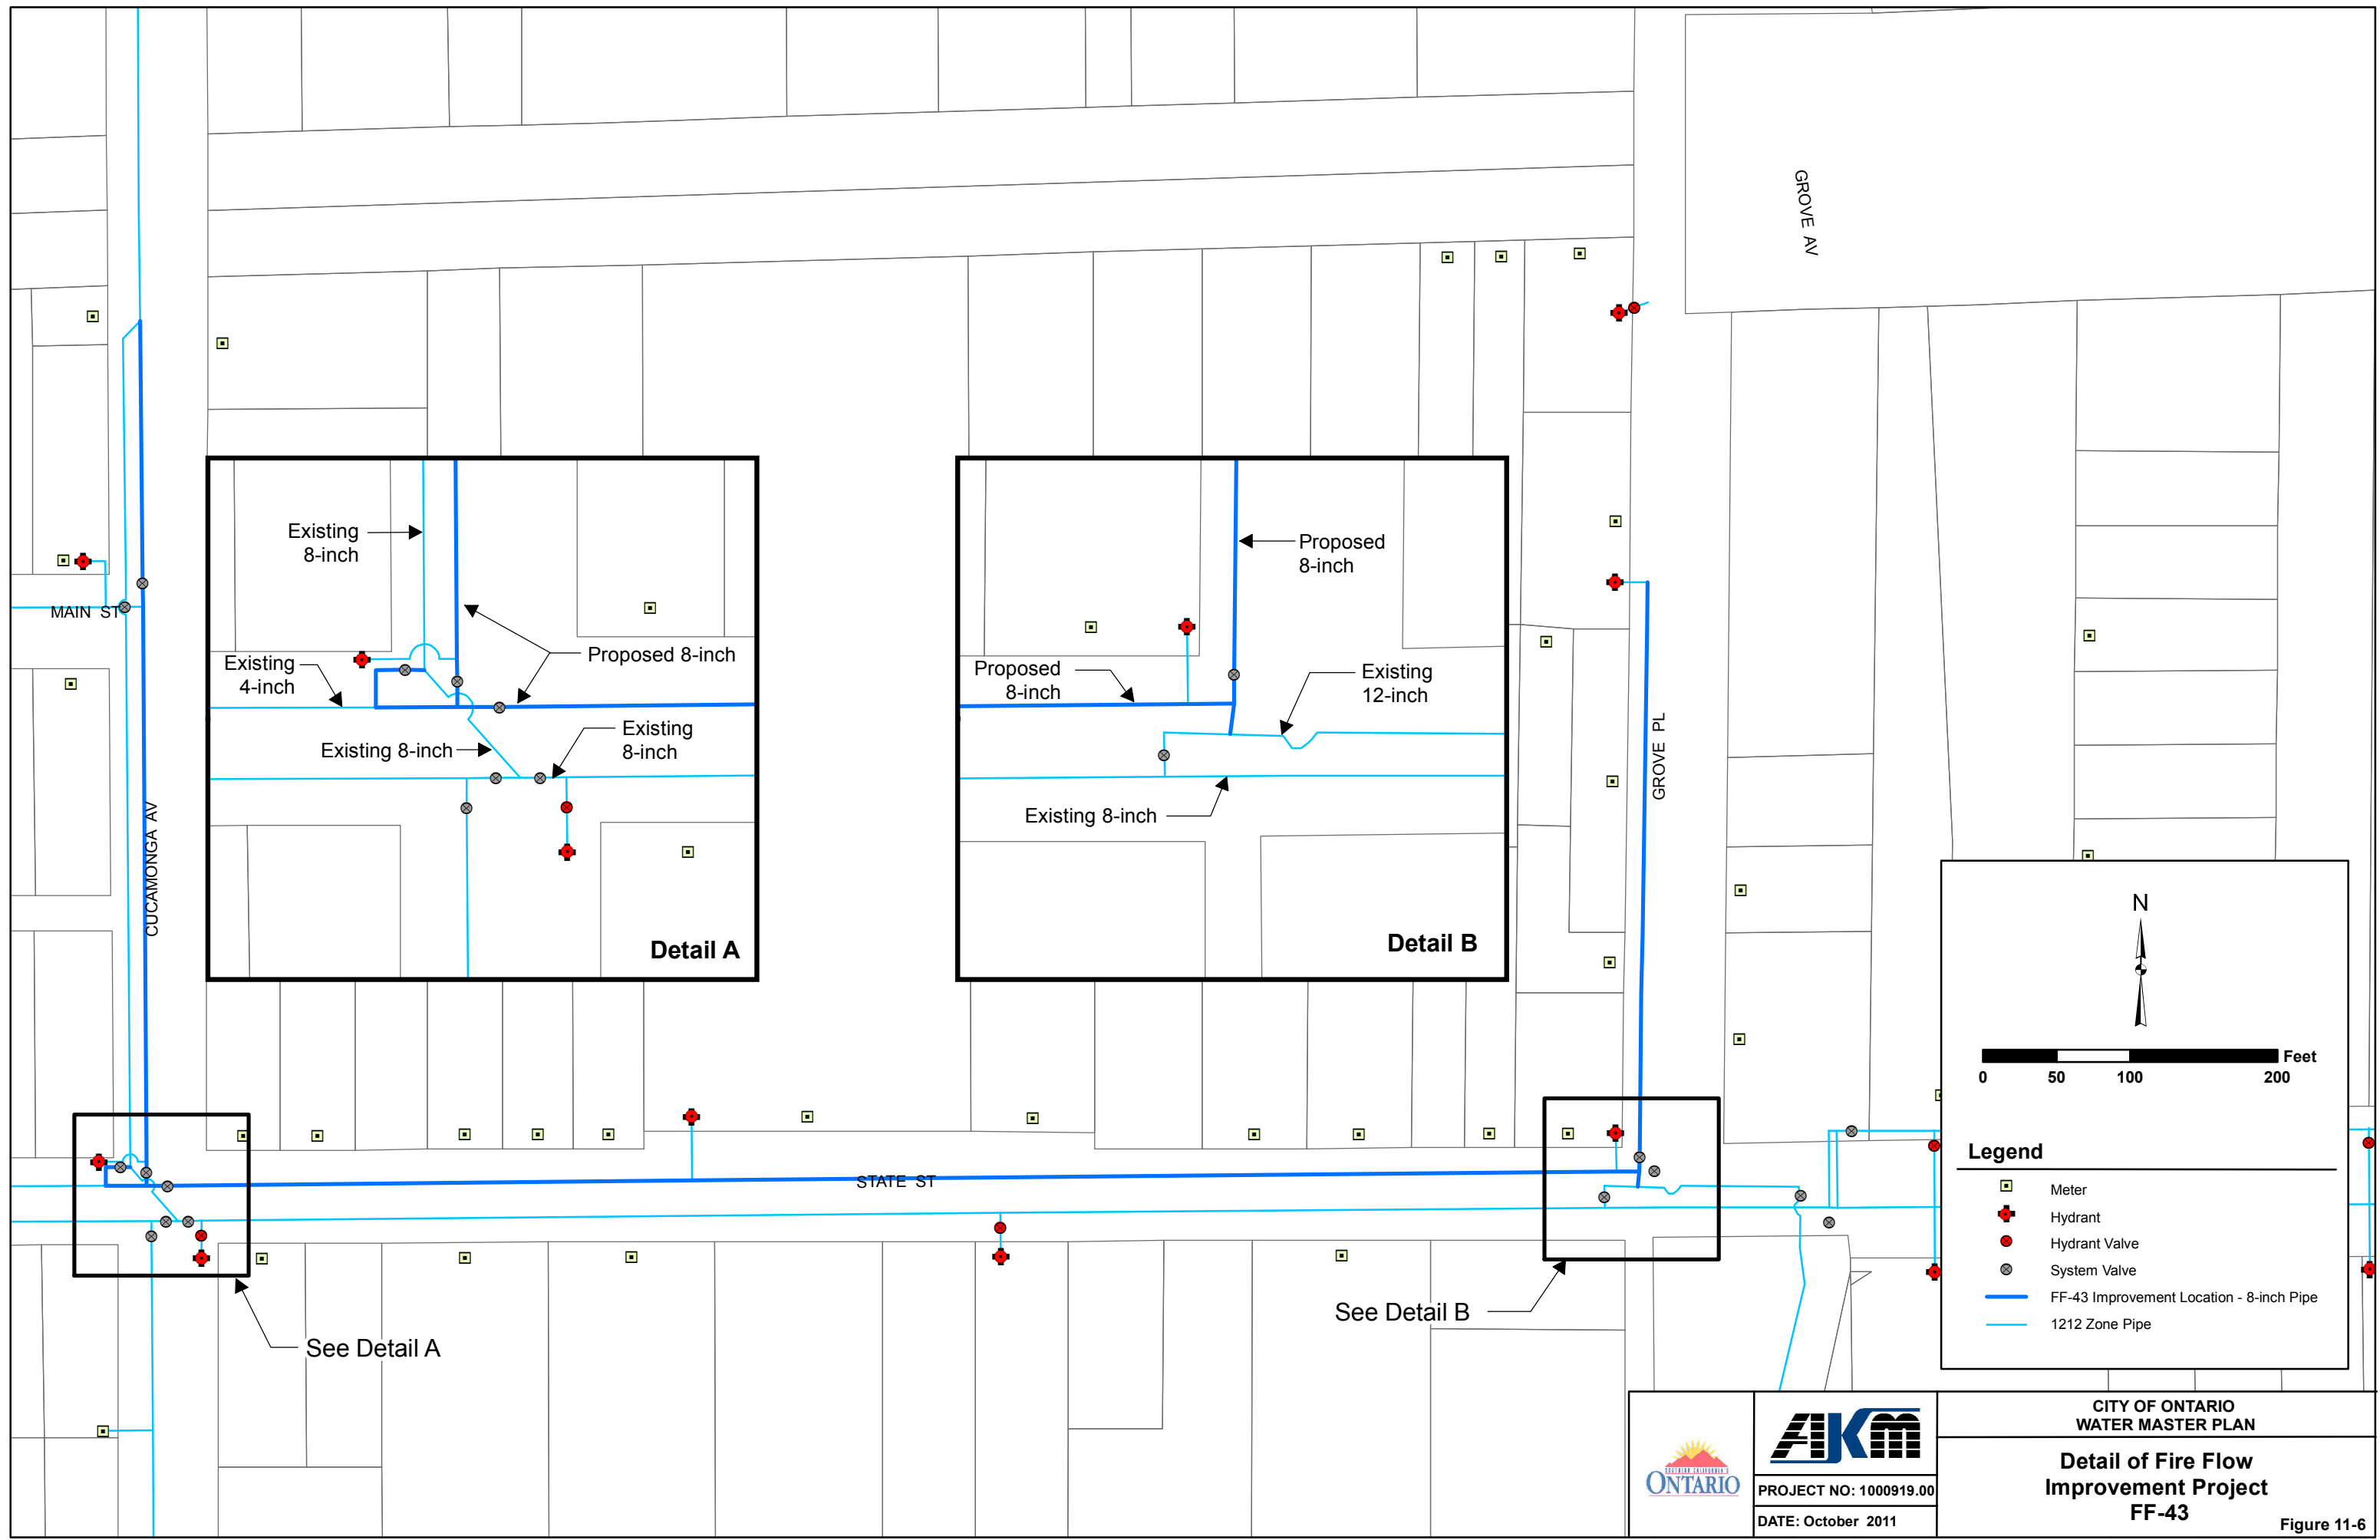 GROVE AV
Existing
8-inch
Proposed 8-inch
Existing
4-inch
Existing 8-inch
Existing
8-inch
Detail A
Proposed
8-inch
Proposed
8-inch
Existing
12-inch
Existing 8-inch
Detail B
MAIN ST
CUCAMONGA AV
GROVE PL
STATE ST
See Detail A
See Detail B
N
Feet
0 50 100 200
Legend
Meter
Hydrant
Hydrant Valve
System Valve
FF-43 Improvement Location - 8-inch Pipe
1212 Zone Pipe
SOUTHERN CALIFORNIA'S
ONTARIO
AKM
PROJECT NO: 1000919.00
DATE: October 2011
CITY OF ONTARIO
WATER MASTER PLAN
Detail of Fire Flow
Improvement Project
FF-43
Figure 11-6